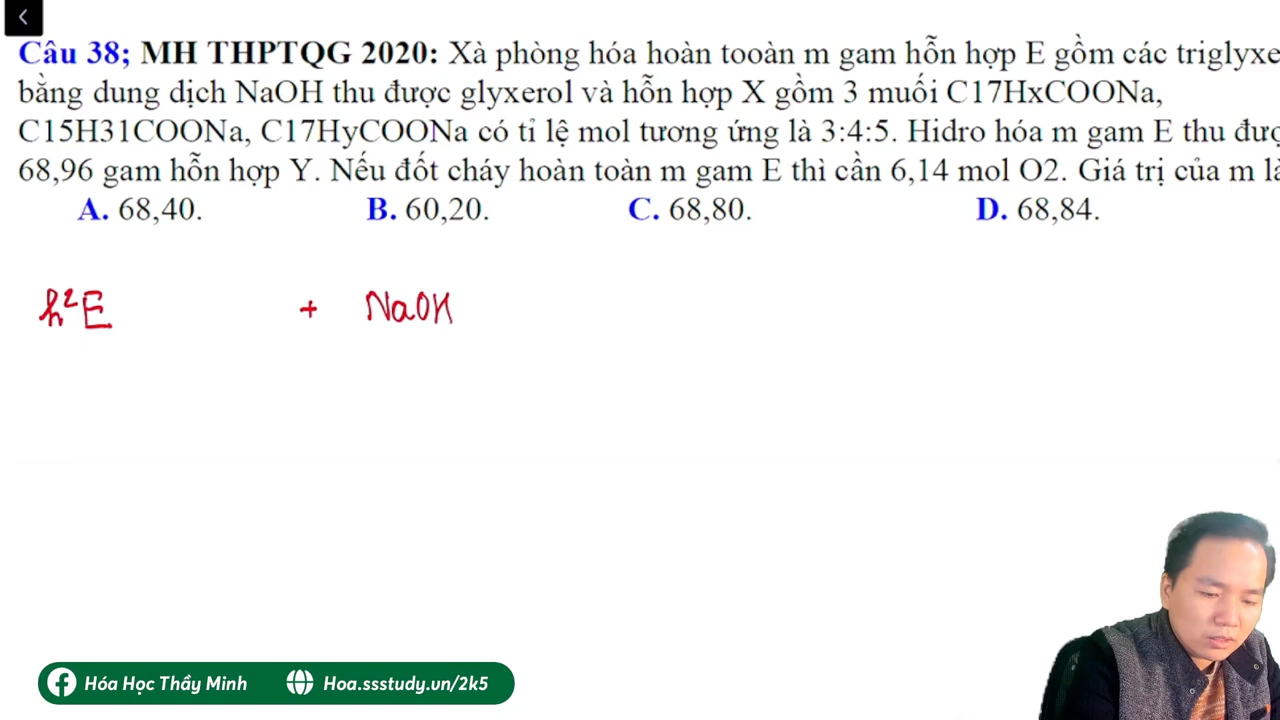 Câu 38; MH THPTQG 2020: Xà phòng hóa hoàn tooàn m gam hỗn hợp E gồm các triglyxe
bằng dung dịch NaOH thu được glyxerol và hỗn hợp X gồm 3 muối C17HxCOONa,
C15H31COONa, C17HyCOONa có tỉ lệ mol tương ứng là 3:4:5. Hiđro hóa m gam E thu đượ
68,96 gam hỗn hợp Y. Nếu đốt cháy hoàn toàn m gam E thì cần 6,14 mol O2. Giá trị của m là
A. 68,40. B. 60,20. C. 68,80. D. 68,84.
h²E + NaOH
Hóa Học Thầy Minh Hoa.ssstudy.vn/2k5